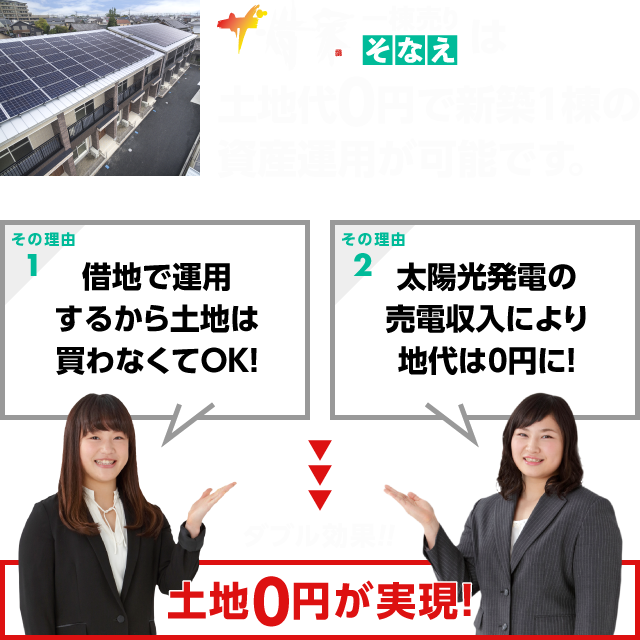 そなえ
は
土地代0円で新築1棟の
資産運用が可能です。
その理由
1
借地で運用
するから土地は
買わなくてOK!
その理由
2
太陽光発電の
売電収入により
地代は0円に!
ダブル効果!!
土地0円が実現!